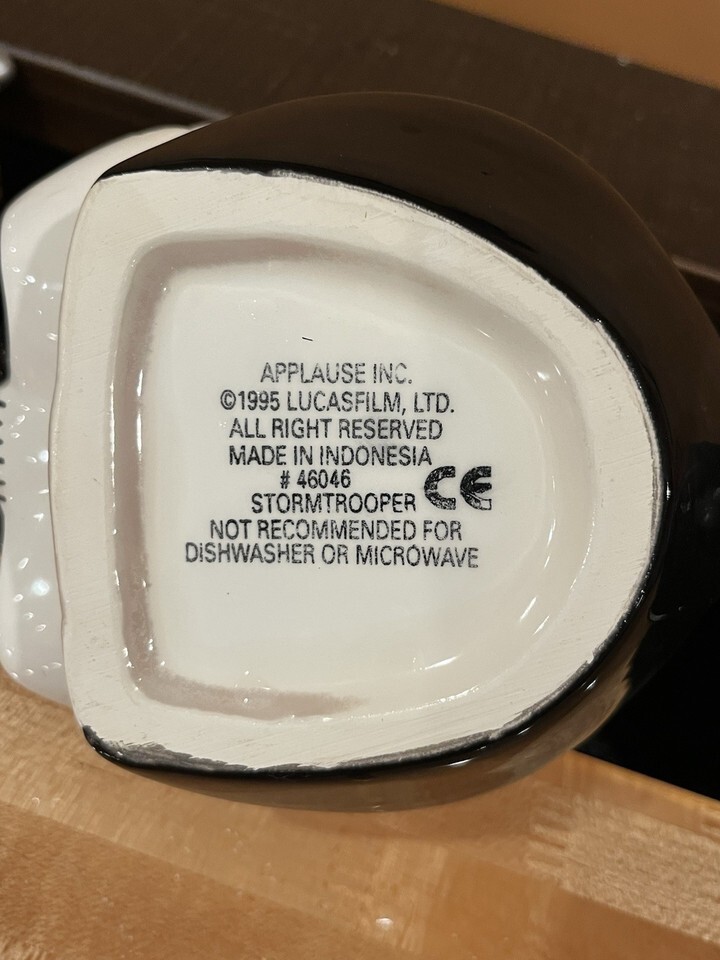 APPLAUSE INC.
©1995 LUCASFILM, LTD.
ALL RIGHT RESERVED
MADE IN INDONESIA
# 46046
STORMTROOPER
CE
NOT RECOMMENDED FOR
DISHWASHER OR MICROWAVE